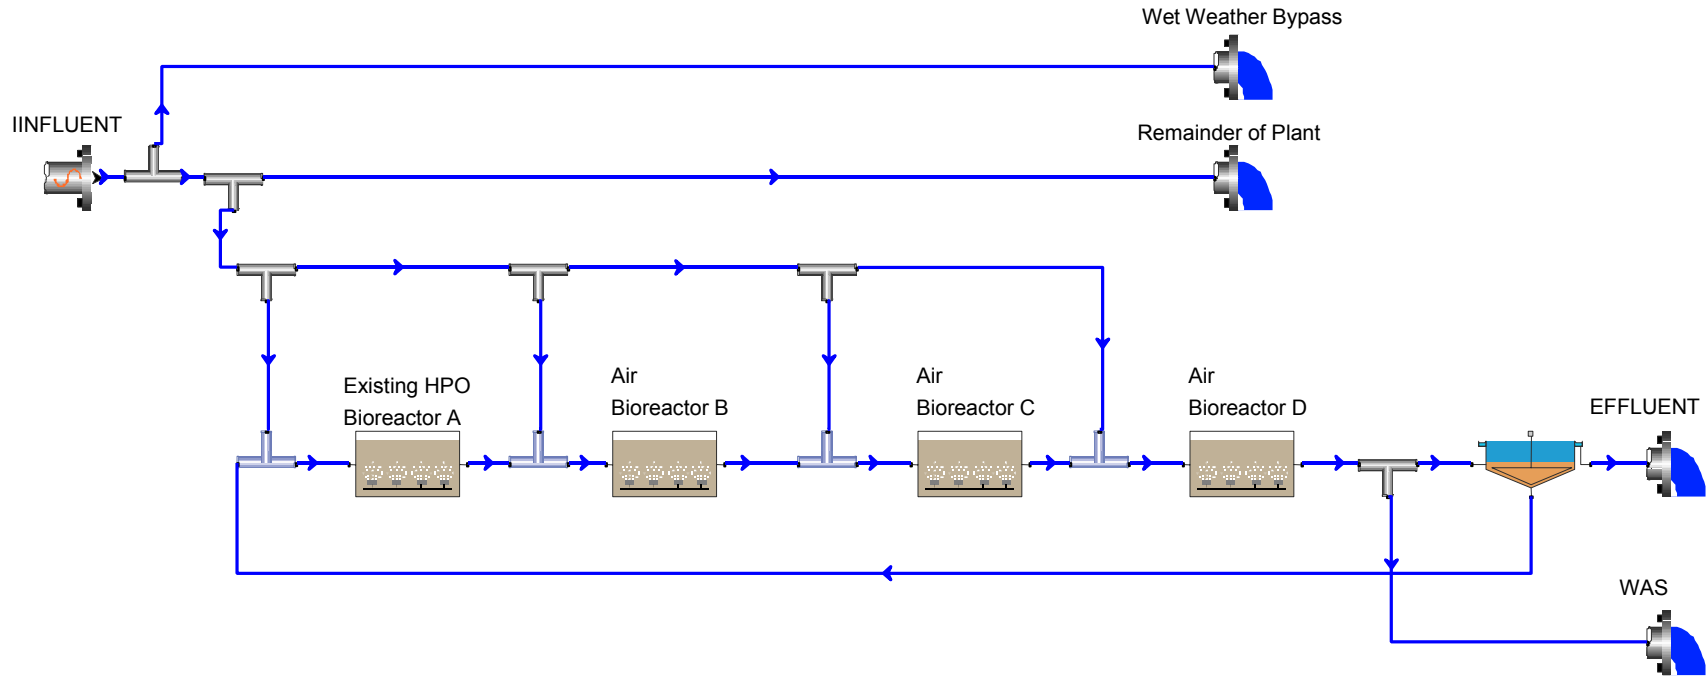 Wet Weather Bypass
IINFLUENT
Remainder of Plant
Existing HPO
Bioreactor A
Air
Bioreactor B
Air
Bioreactor C
Air
Bioreactor D
EFFLUENT
WAS